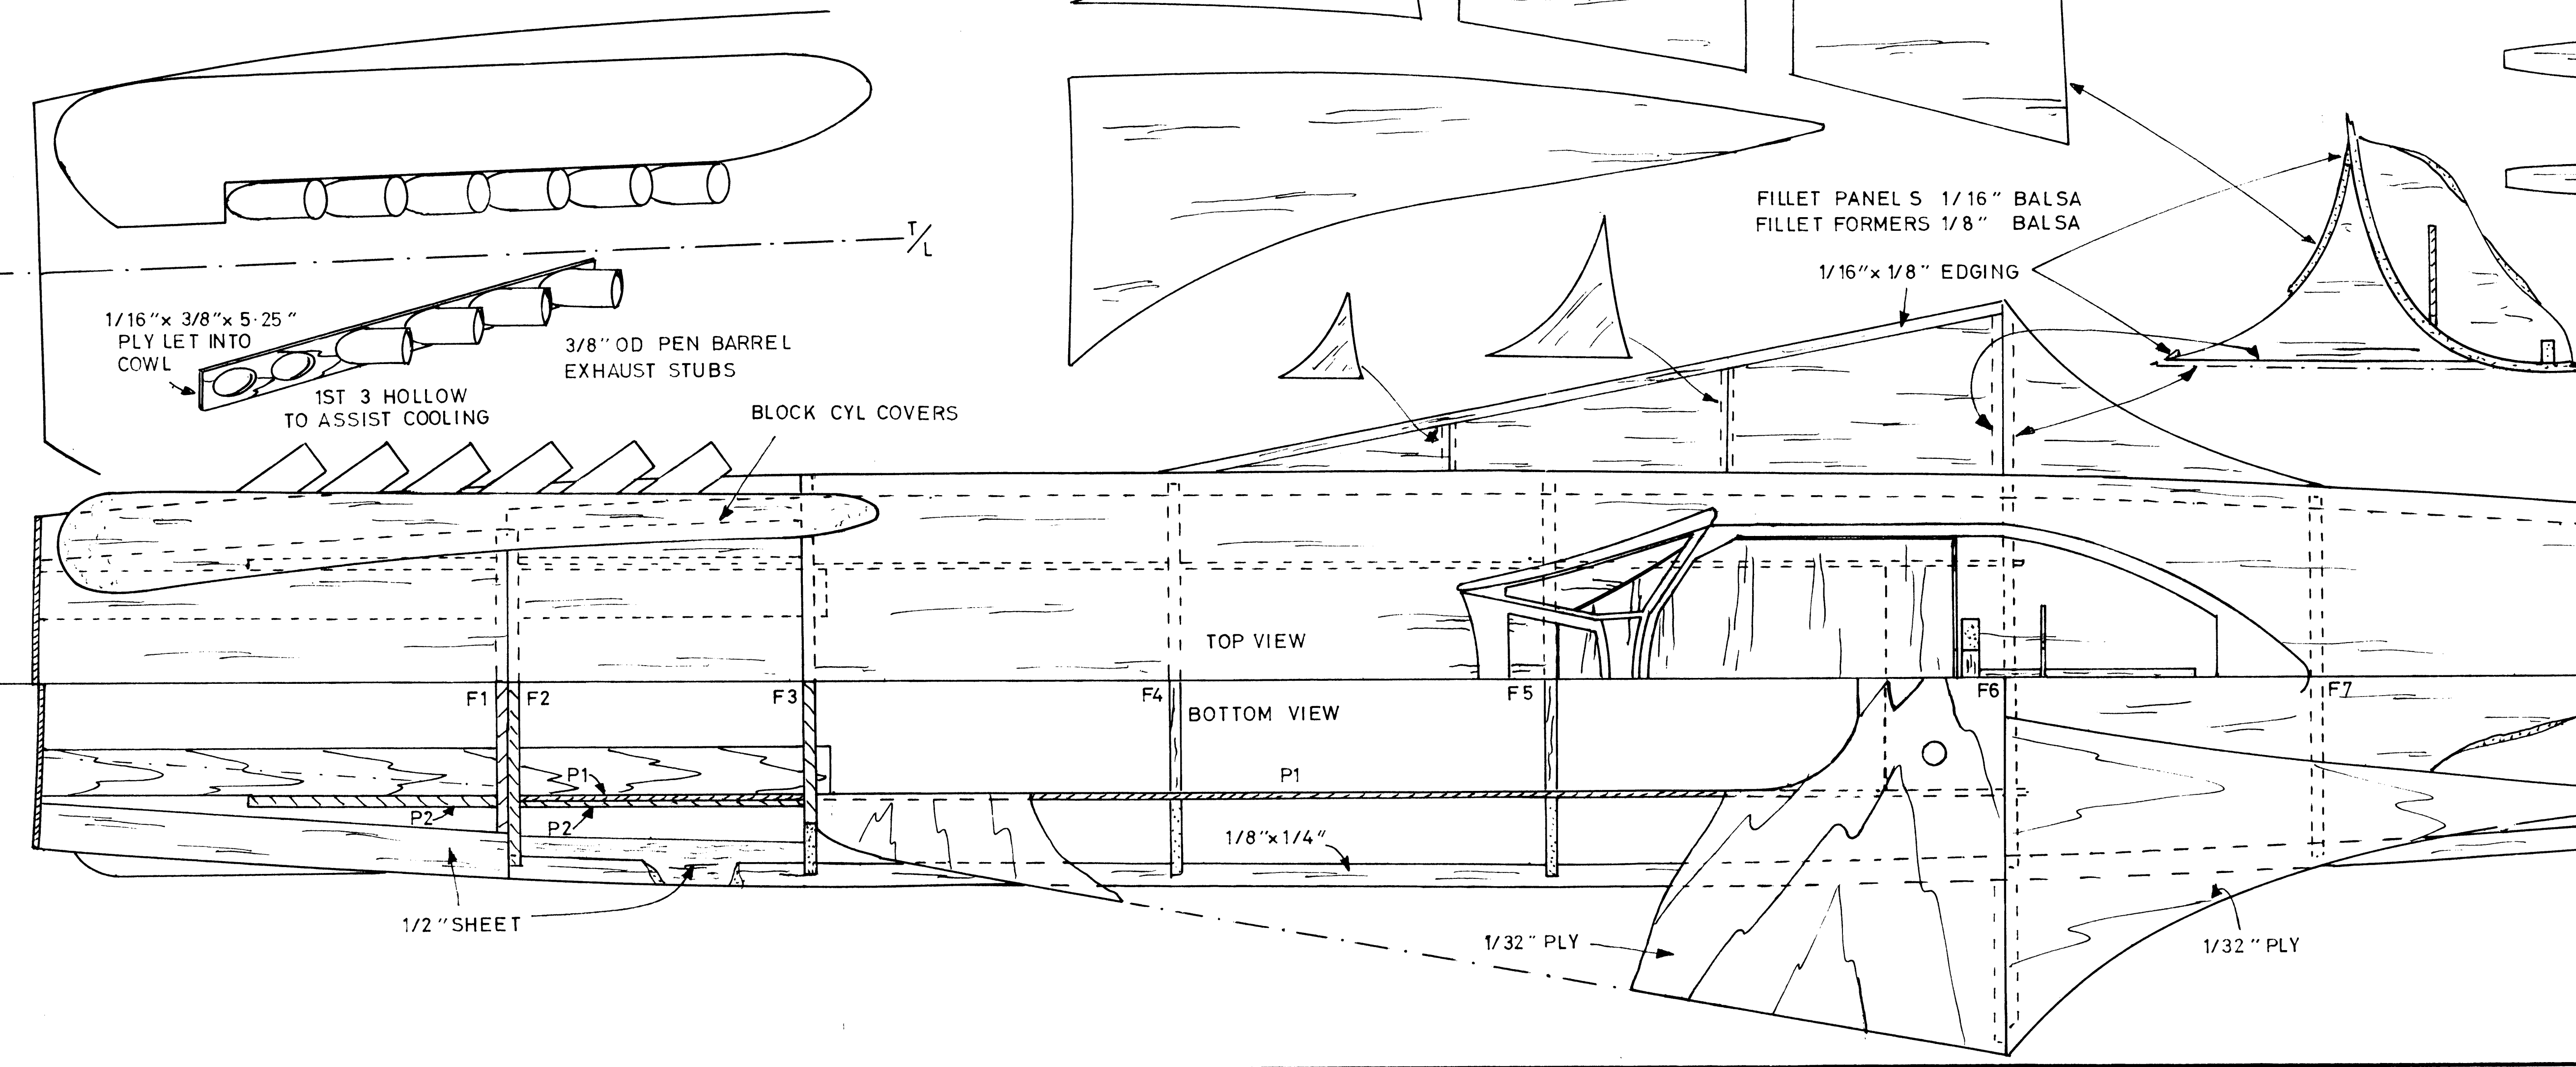 T/L
FILLET PANELS 1/16" BALSA
FILLET FORMERS 1/8" BALSA
1/16"x 1/8" EDGING
1/16"x 3/8"x 5·25"
PLY LET INTO
COWL
3/8" OD PEN BARREL
EXHAUST STUBS
1ST 3 HOLLOW
TO ASSIST COOLING
BLOCK CYL COVERS
TOP VIEW
F1 F2 F3 F4 F5 F6 F7
BOTTOM VIEW
P1 P1
P2 P2
1/8"x 1/4"
1/2" SHEET
1/32" PLY
1/32" PLY